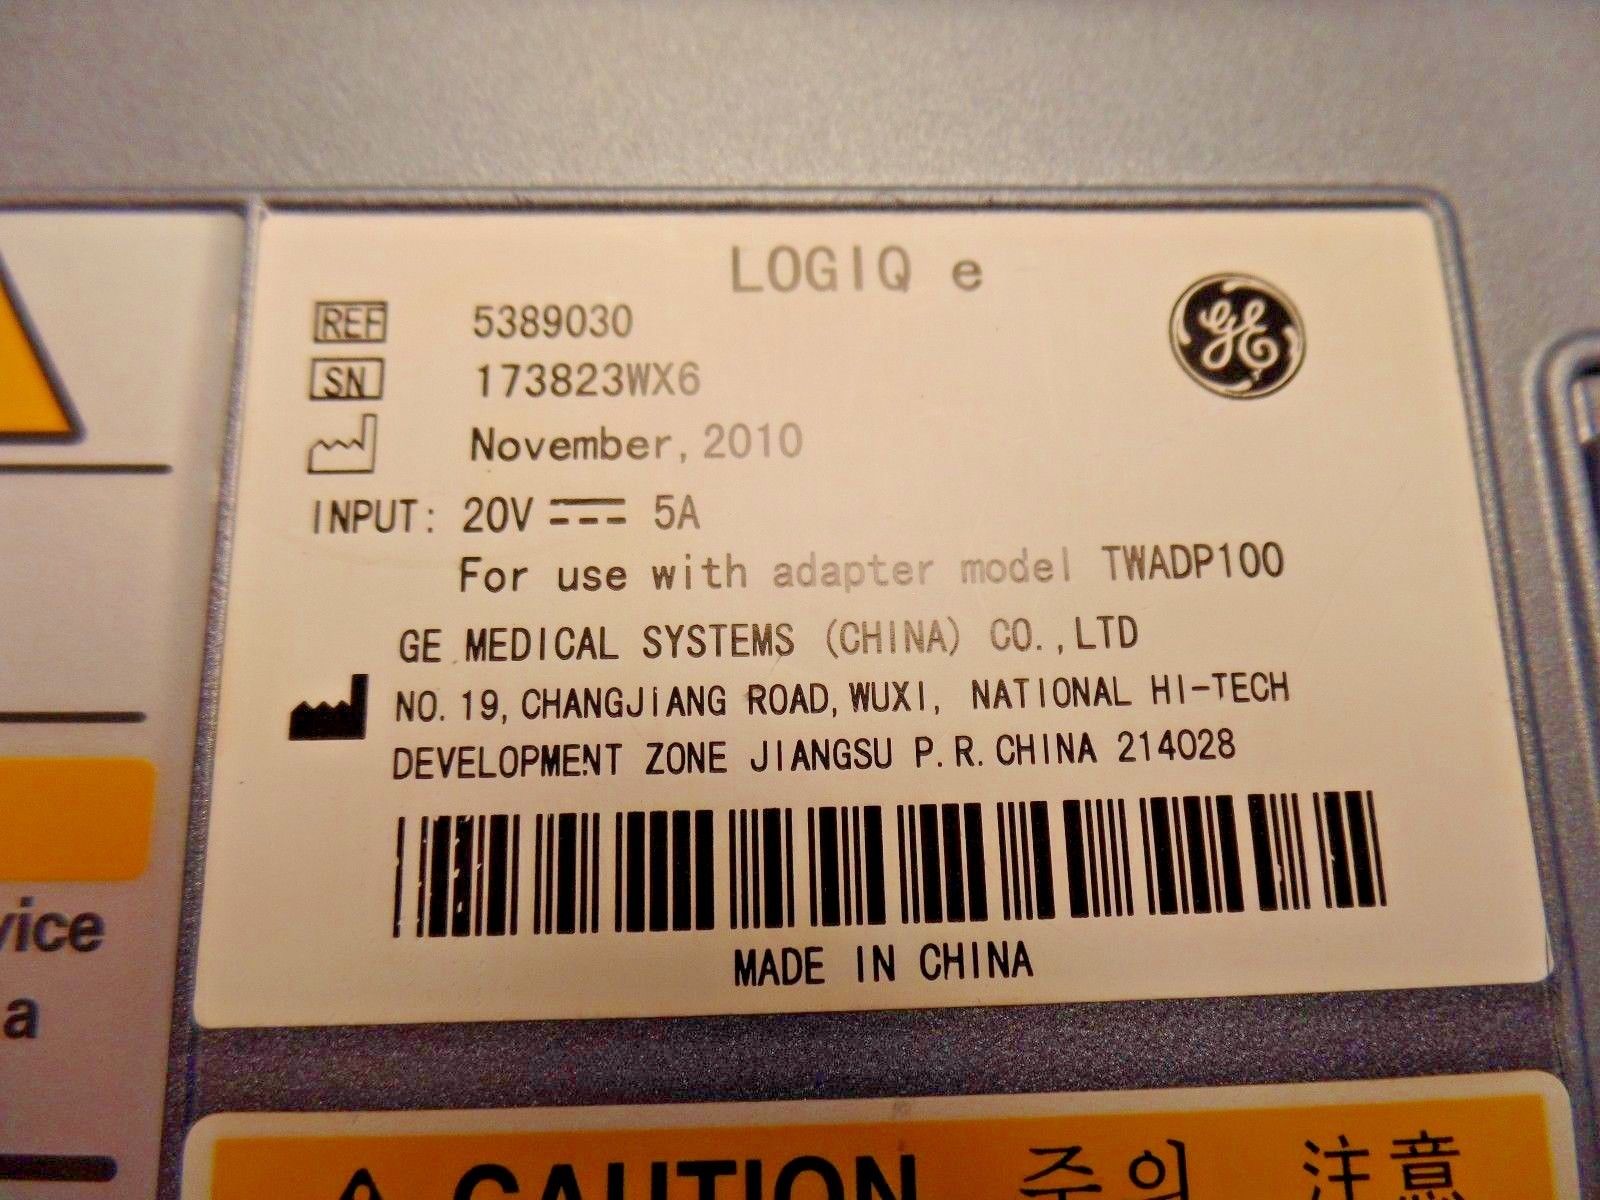 LOGIQ e
GE
REF 5389030
SN 173823WX6
November, 2010
INPUT: 20V 5A
For use with adapter model TWADP100
GE MEDICAL SYSTEMS (CHINA) CO., LTD
NO. 19, CHANGJIANG ROAD, WUXI, NATIONAL HI-TECH
DEVELOPMENT ZONE JIANGSU P.R. CHINA 214028
MADE IN CHINA
vice
a
CAUTION 주의 注意